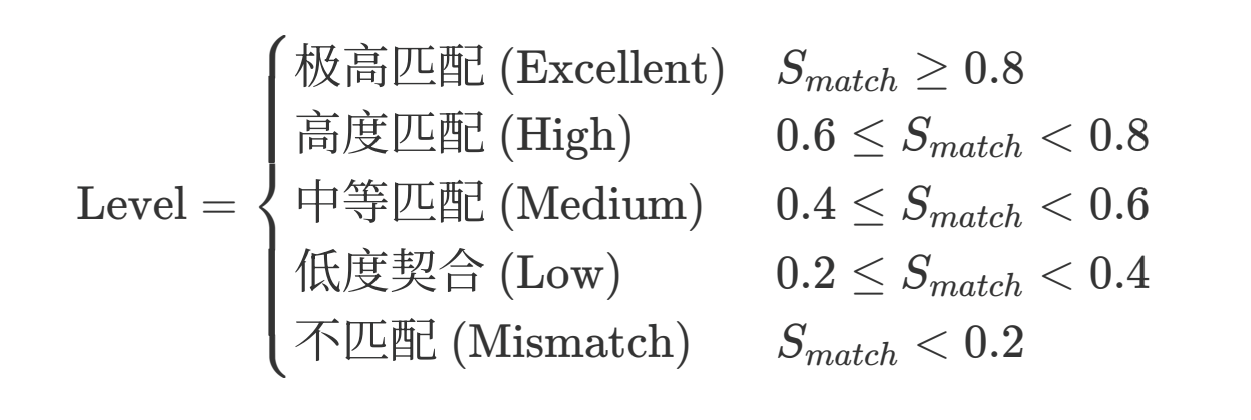 极高匹配 (Excellent) S_match ≥ 0.8
高度匹配 (High) 0.6 ≤ S_match < 0.8
Level = 中等匹配 (Medium) 0.4 ≤ S_match < 0.6
低度契合 (Low) 0.2 ≤ S_match < 0.4
不匹配 (Mismatch) S_match < 0.2